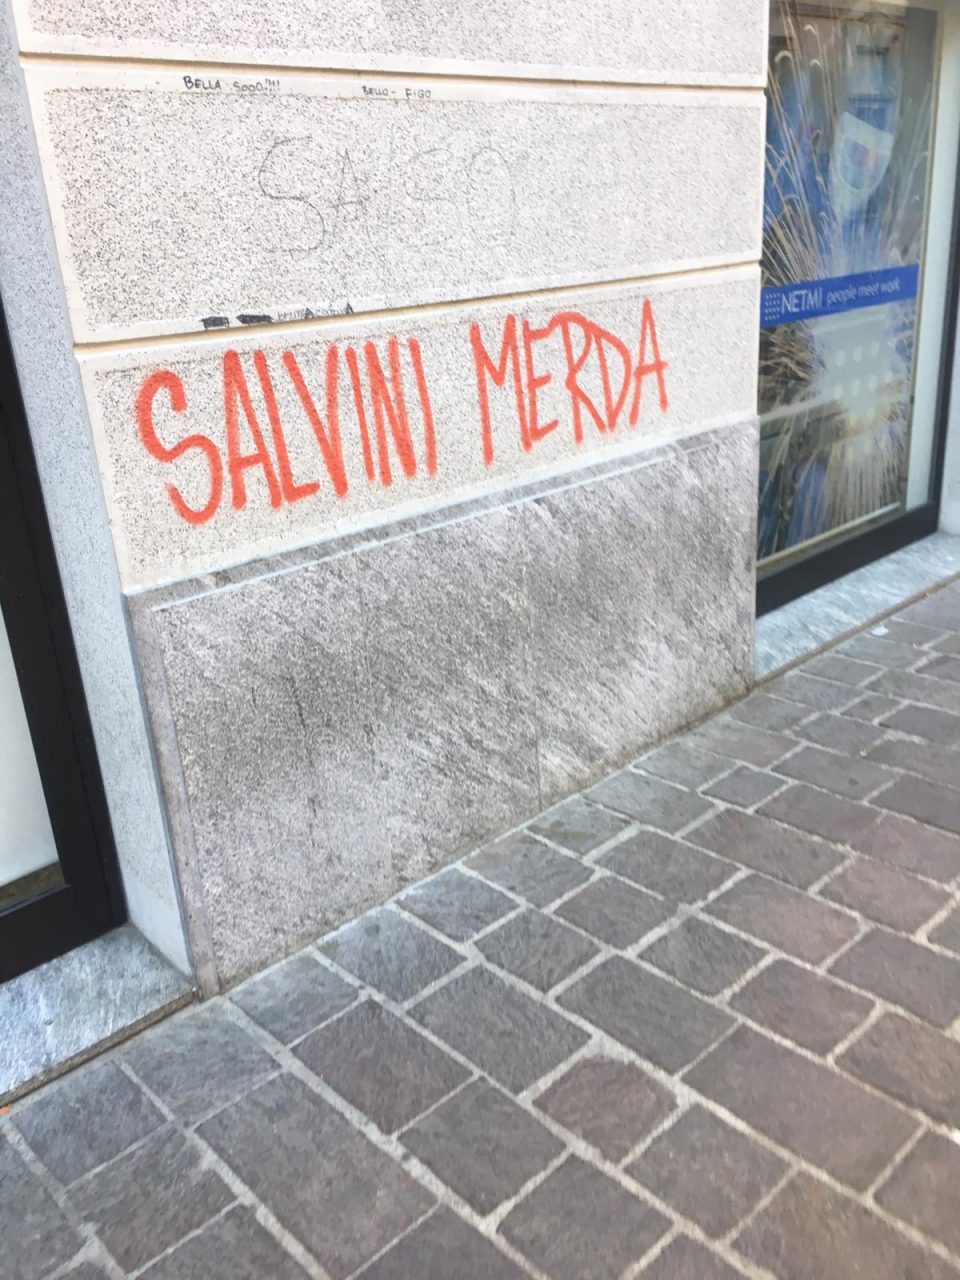 BELLA SOOO!!!!
BELLO - FIGO
SALVINI MERDA
NETMI people meet work